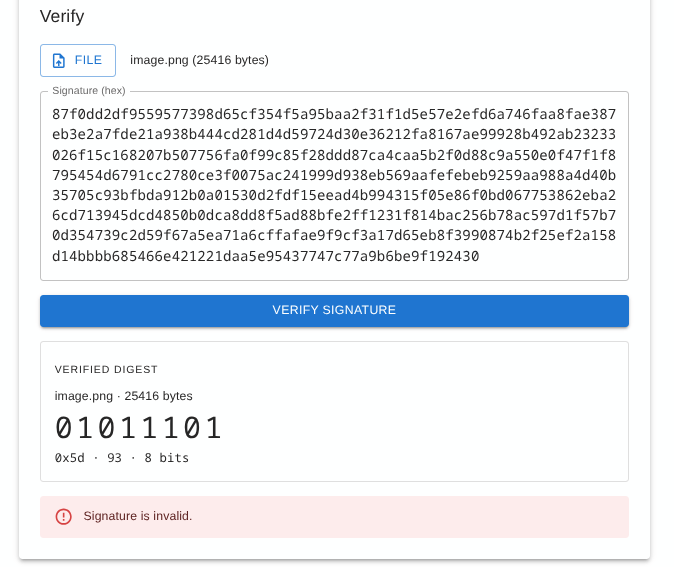 Verify
FILE
image.png (25416 bytes)
Signature (hex)
87f0dd2df9559577398d65cf354f5a95baa2f31f1d5e57e2efd6a746faa8fae387
eb3e2a7fde21a938b444cd281d4d59724d30e36212fa8167ae99928b492ab23233
026f15c168207b507756fa0f99c85f28ddd87ca4caa5b2f0d88c9a550e0f47f1f8
795454d6791cc2780ce3f0075ac241999d938eb569aafefebeb9259aa988a4d40b
35705c93bfbda912b0a01530d2fdf15eead4b994315f05e86f0bd067753862eba2
6cd713945dcd4850b0dca8dd8f5ad88bfe2ff1231f814bac256b78ac597d1f57b7
0d354739c2d59f67a5ea71a6cffafae9f9cf3a17d65eb8f3990874b2f25ef2a158
d14bbbb685466e421221daa5e95437747c77a9b6be9f192430
VERIFY SIGNATURE
VERIFIED DIGEST
image.png · 25416 bytes
01011101
0x5d · 93 · 8 bits
Signature is invalid.